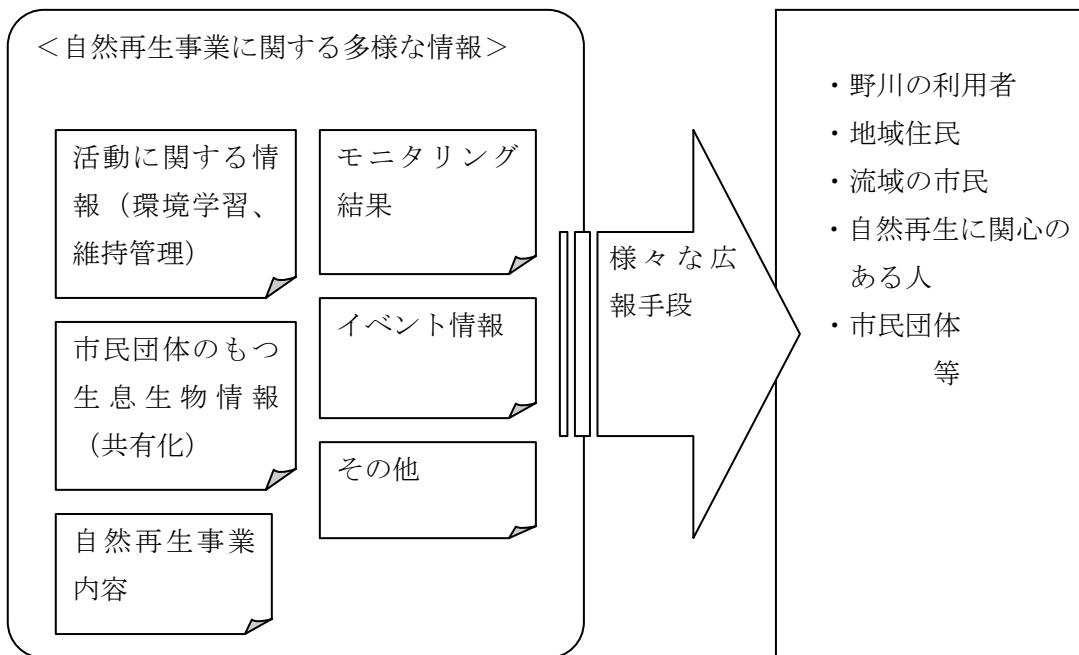 ＜自然再生事業に関する多様な情報＞
活動に関する情
報（環境学習、
維持管理）
市民団体のもつ
生息生物情報
（共有化）
自然再生事業
内容
モニタリング
結果
イベント情報
その他
様々な広
報手段
・野川の利用者
・地域住民
・流域の市民
・自然再生に関心の
ある人
・市民団体
等